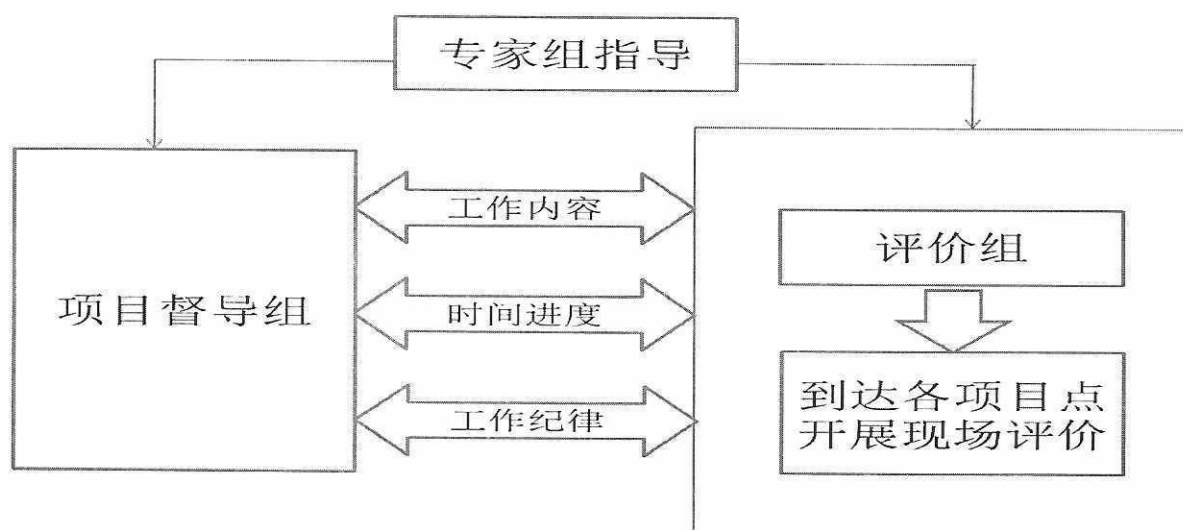 专家组指导
工作内容
评价组
项目督导组
时间进度
到达各项目点
开展现场评价
工作纪律